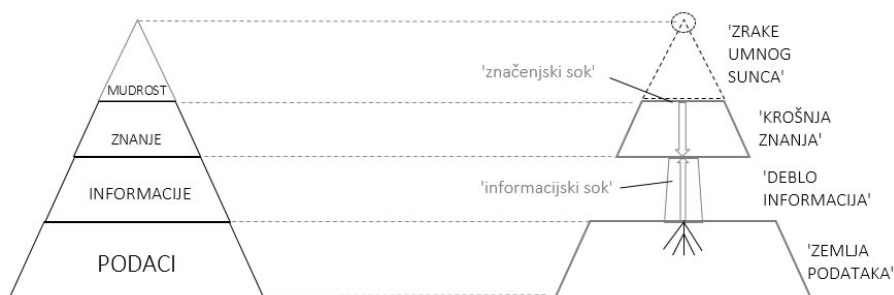 MUDROST
ZNANJE
INFORMACIJE
PODACI
'značenjski sok'
'informacijski sok'
'ZRAKE
UMNOG
SUNCA'
'KROŠNJA
ZNANJA'
'DEBLO
INFORMACIJA'
'ZEMLJA
PODATAKA'